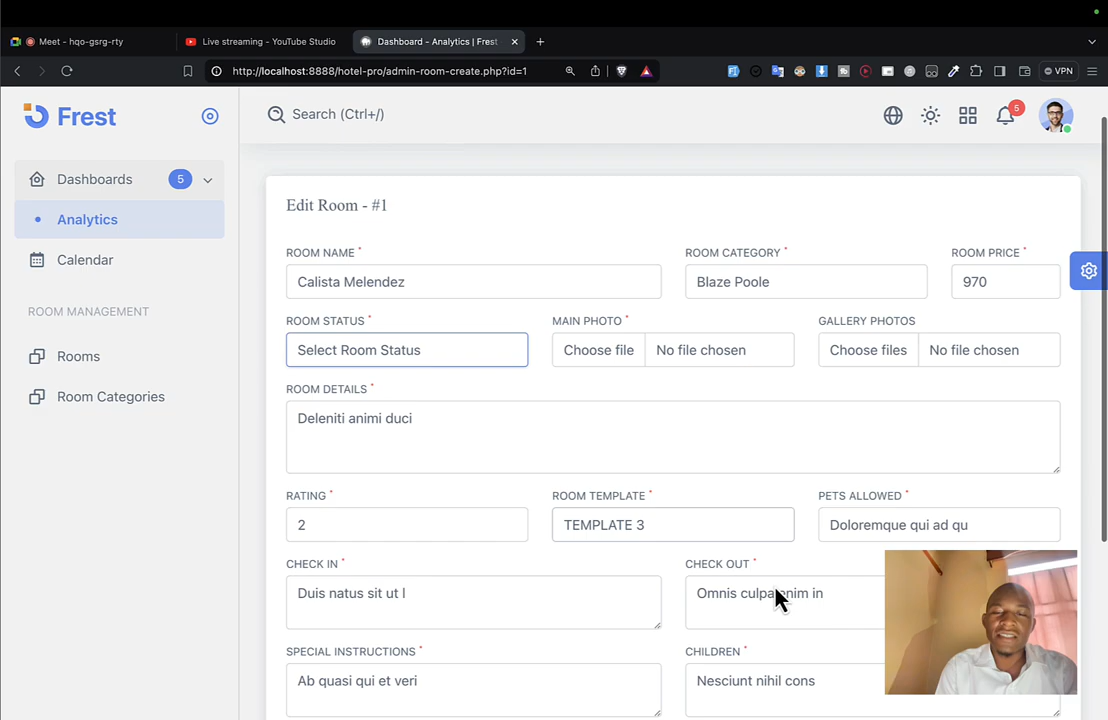 Meet - hqo-gsrg-rty
Live streaming - YouTube Studio
Dashboard - Analytics | Frest
http://localhost:8888/hotel-pro/admin-room-create.php?id=1
VPN
Frest
Search (Ctrl+/)
5
Dashboards
5
Analytics
Calendar
ROOM MANAGEMENT
Rooms
Room Categories
Edit Room - #1
ROOM NAME *
ROOM CATEGORY *
ROOM PRICE *
Calista Melendez
Blaze Poole
970
ROOM STATUS *
MAIN PHOTO *
GALLERY PHOTOS
Select Room Status
Choose file No file chosen
Choose files No file chosen
ROOM DETAILS *
Deleniti animi duci
RATING *
ROOM TEMPLATE *
PETS ALLOWED *
2
TEMPLATE 3
Doloremque qui ad qu
CHECK IN *
CHECK OUT *
Duis natus sit ut l
Omnis culpa enim in
SPECIAL INSTRUCTIONS *
CHILDREN *
Ab quasi qui et veri
Nesciunt nihil cons